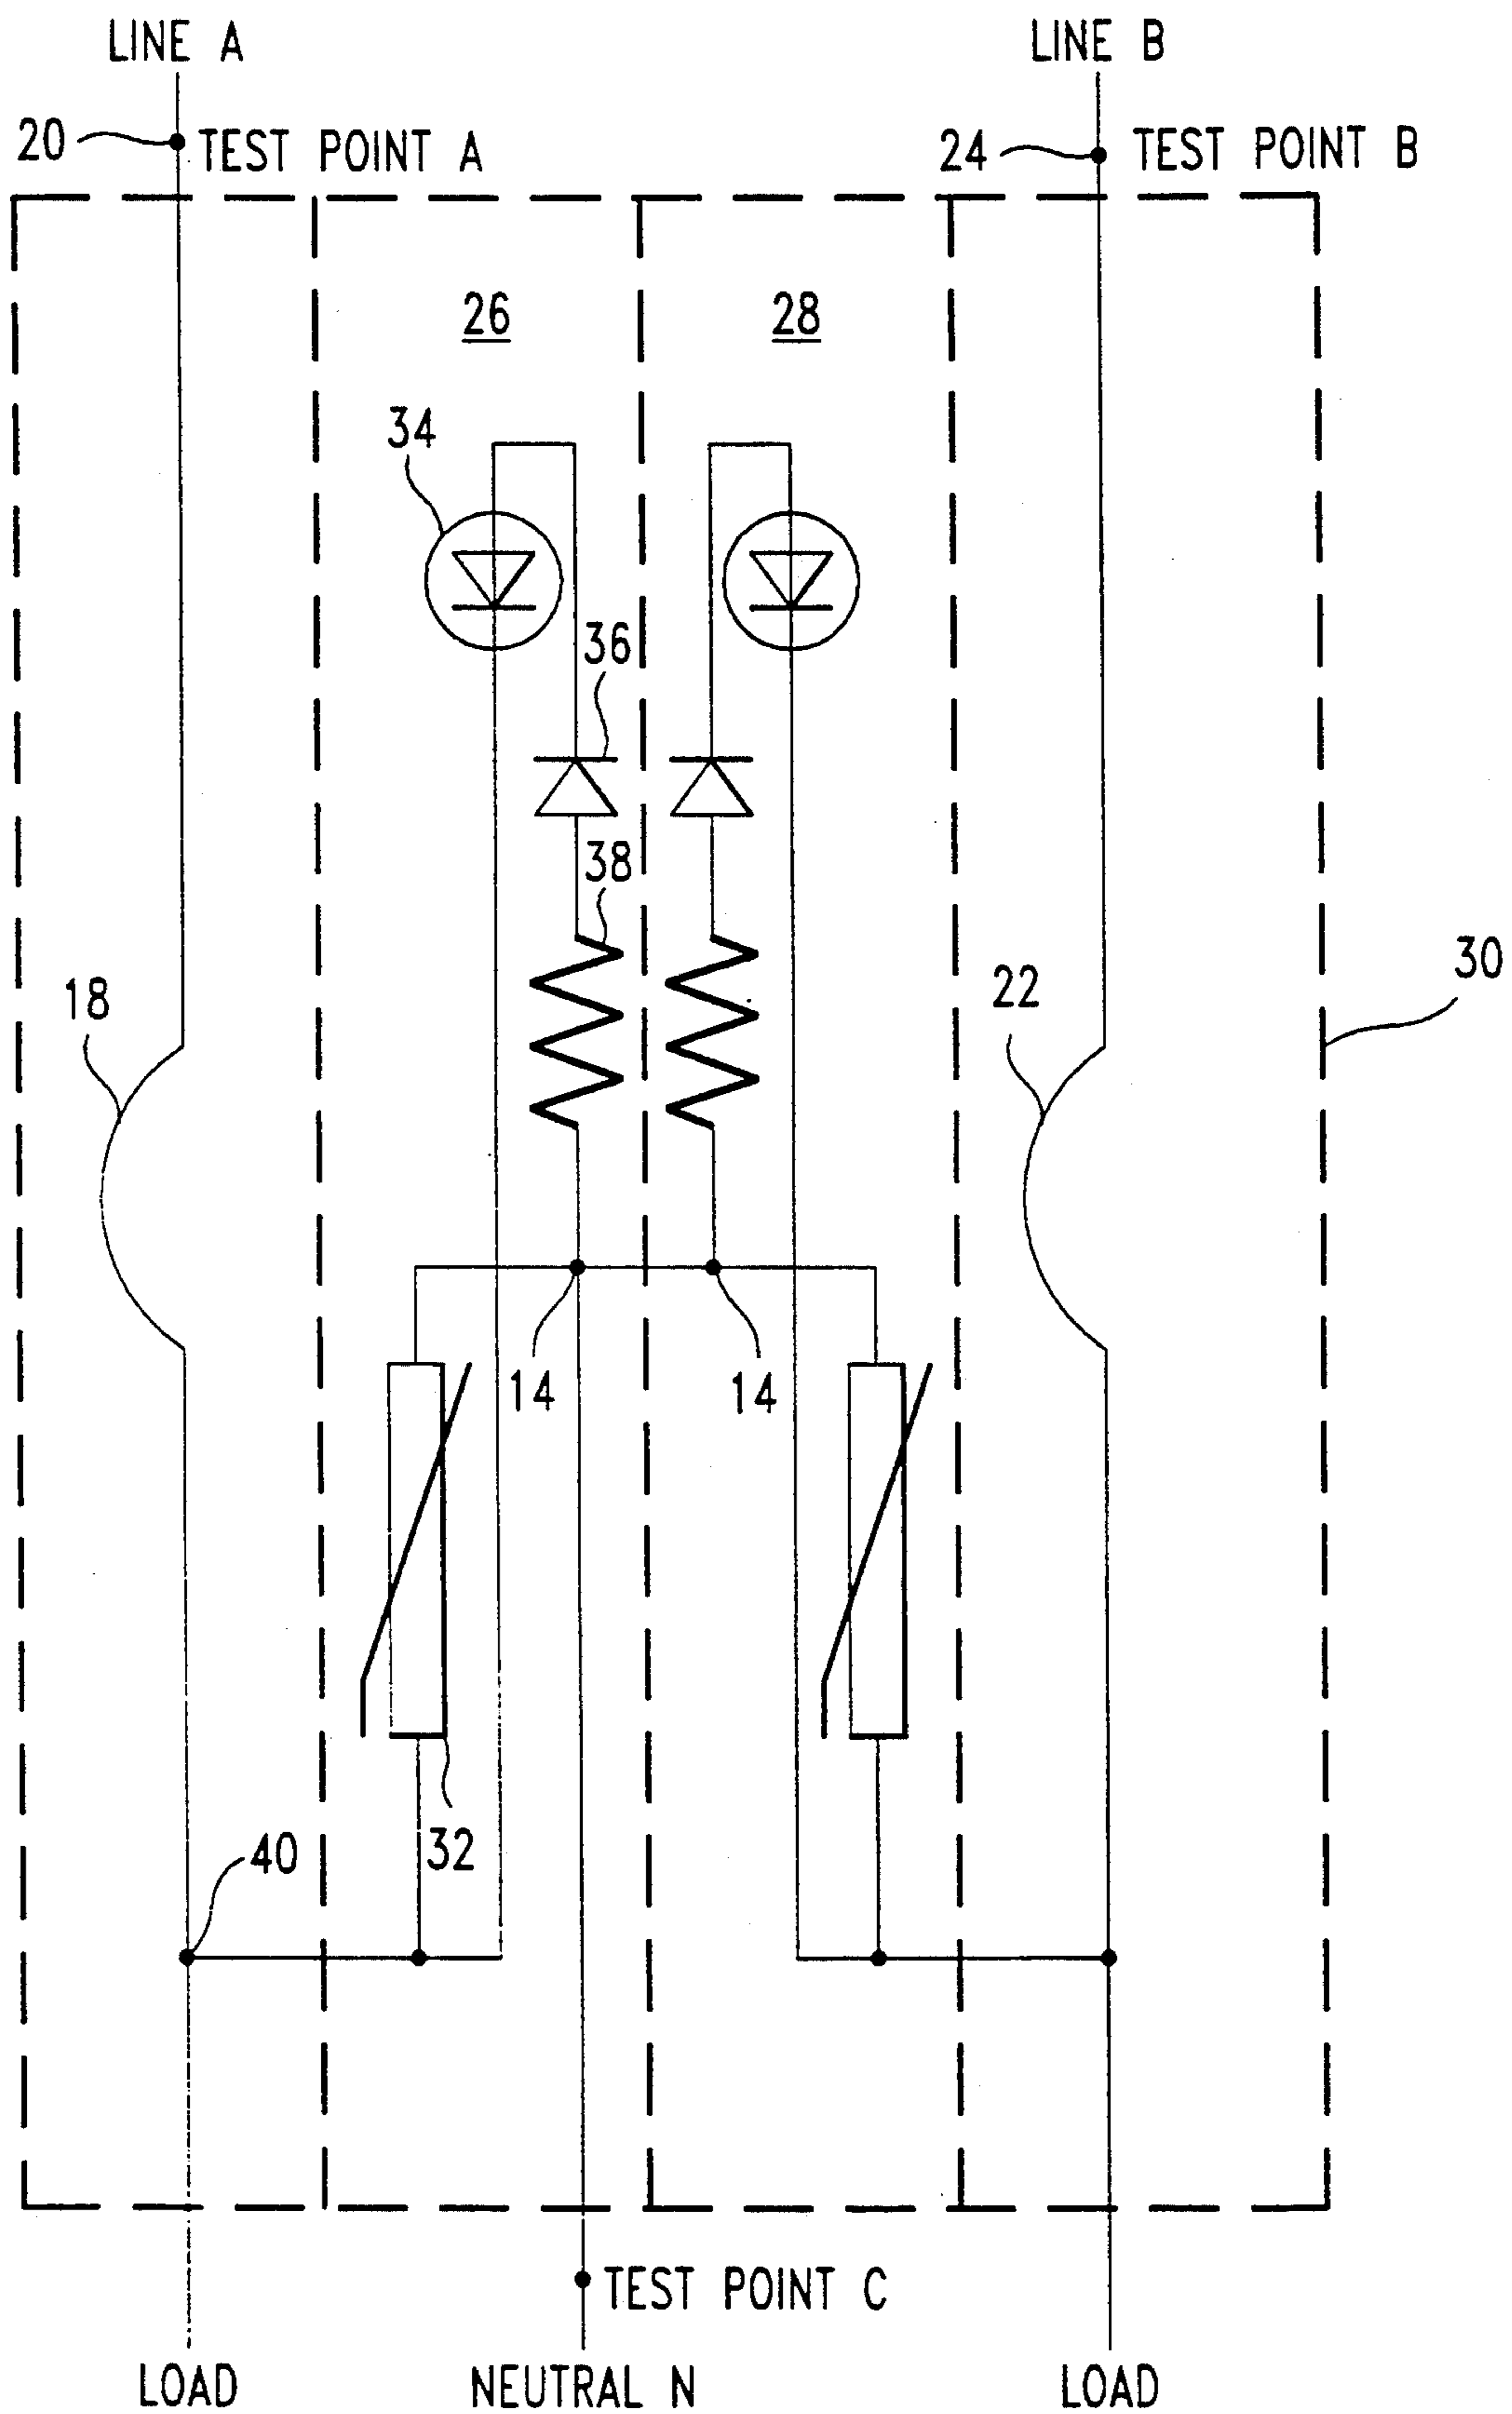 LINE A
LINE B
20
TEST POINT A
24
TEST POINT B
26
28
34
36
38
18
22
30
14
14
32
40
TEST POINT C
LOAD
NEUTRAL N
LOAD